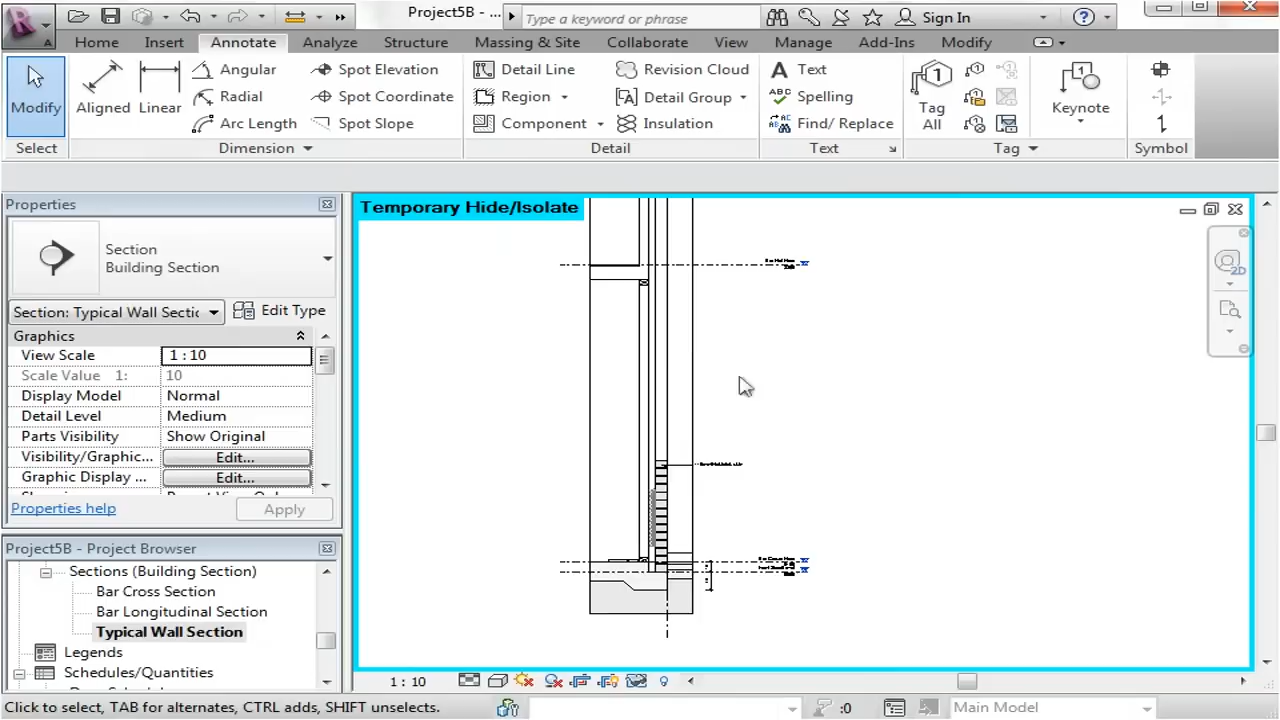 Project5B - ...
Type a keyword or phrase
Sign In
Home
Insert
Annotate
Analyze
Structure
Massing & Site
Collaborate
View
Manage
Add-Ins
Modify
Modify
Aligned
Linear
Angular
Radial
Arc Length
Spot Elevation
Spot Coordinate
Spot Slope
Detail Line
Region
Component
Revision Cloud
Detail Group
Insulation
Text
Spelling
Find/ Replace
Tag
All
Keynote
Select
Dimension
Detail
Text
Tag
Symbol
Properties
Section
Building Section
Section: Typical Wall Sectic
Edit Type
Graphics
View Scale
1 : 10
Scale Value 1:
10
Display Model
Normal
Detail Level
Medium
Parts Visibility
Show Original
Visibility/Graphic...
Edit...
Graphic Display ...
Edit...
Properties help
Apply
Project5B - Project Browser
Sections (Building Section)
Bar Cross Section
Bar Longitudinal Section
Typical Wall Section
Legends
Schedules/Quantities
Temporary Hide/Isolate
2D
1 : 10
Click to select, TAB for alternates, CTRL adds, SHIFT unselects.
:0
Main Model